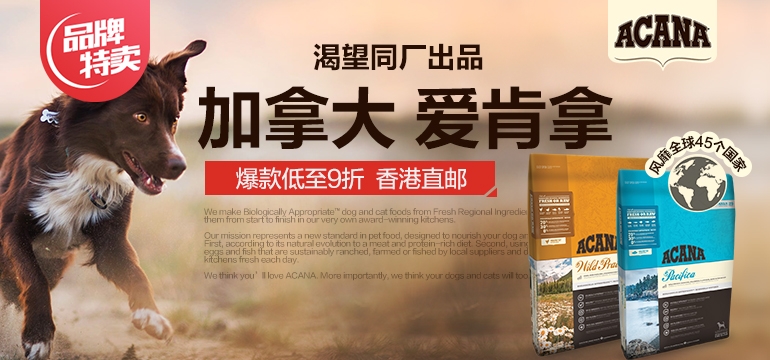 品牌
特卖
ACANA
渴望同厂出品
加拿大 爱肯拿
爆款低至9折 香港直邮
风靡全球45个国家
We make Biologically Appropriate™ dog and cat foods from Fresh Regional Ingredie
them from start to finish in our very own award-winning kitchens.
Our mission represents a new standard in pet food, designed to nourish your dog an
First, according to its natural evolution to a meat and protein-rich diet. Second, using
eggs and fish that are sustainably ranched, farmed or fished by local suppliers and
kitchens fresh each day.
We think you'll love ACANA. More importantly, we think your dogs and cats will too
ACANA
Wild Prai
ACANA
Pacifica